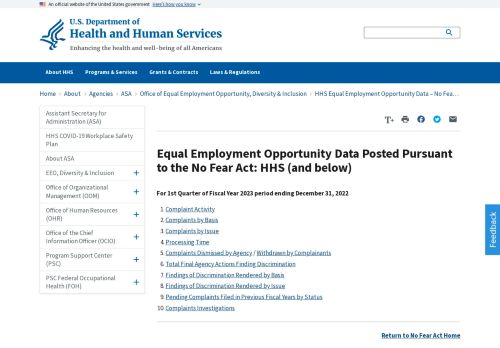 An official website of the United States government Here's how you know
U.S. Department of
Health and Human Services
Enhancing the health and well-being of all Americans
About HHS Programs & Services Grants & Contracts Laws & Regulations
Home > About > Agencies > ASA > Office of Equal Employment Opportunity, Diversity & Inclusion > HHS Equal Employment Opportunity Data – No Fea…
Assistant Secretary for
Administration (ASA)
HHS COVID-19 Workplace Safety
Plan
About ASA
EEO, Diversity & Inclusion
Office of Organizational
Management (OOM)
Office of Human Resources
(OHR)
Office of the Chief
Information Officer (OCIO)
Program Support Center
(PSC)
PSC Federal Occupational
Health (FOH)
T+
Equal Employment Opportunity Data Posted Pursuant
to the No Fear Act: HHS (and below)
For 1st Quarter of Fiscal Year 2023 period ending December 31, 2022
1. Complaint Activity
2. Complaints by Basis
3. Complaints by Issue
4. Processing Time
5. Complaints Dismissed by Agency / Withdrawn by Complainants
6. Total Final Agency Actions Finding Discrimination
7. Findings of Discrimination Rendered by Basis
8. Findings of Discrimination Rendered by Issue
9. Pending Complaints Filed in Previous Fiscal Years by Status
10. Complaints Investigations
Return to No Fear Act Home
Feedback